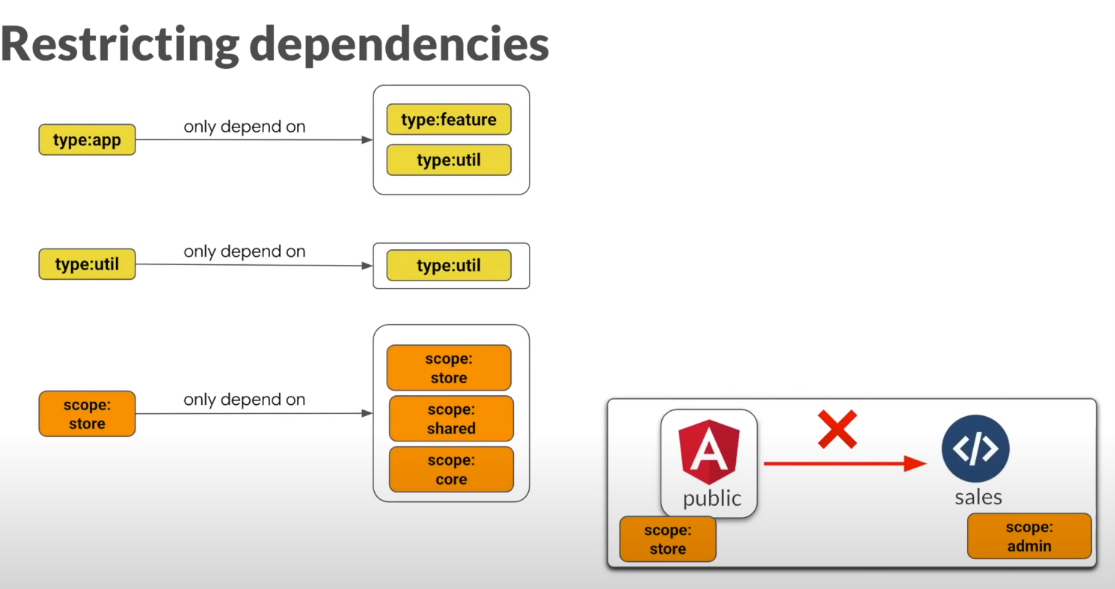 Restricting dependencies
type:app
only depend on
type:feature
type:util
type:util
only depend on
type:util
scope:
store
only depend on
scope:
store
scope:
shared
scope:
core
A
public
</>
sales
scope:
store
scope:
admin